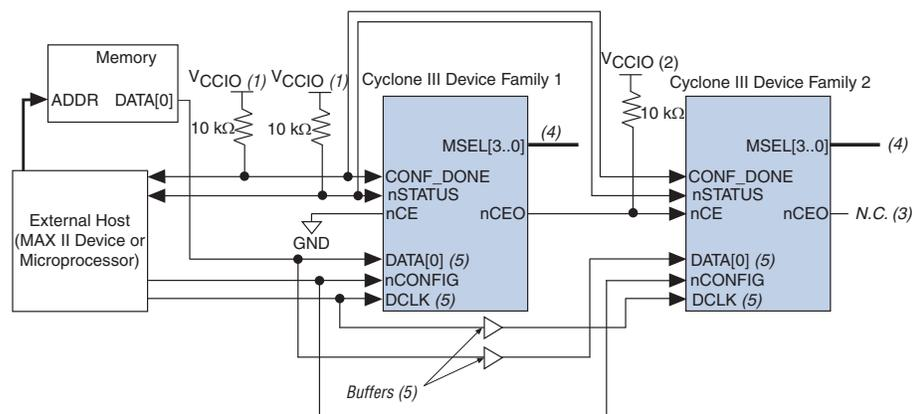 Memory
ADDR DATA[0]
VCCIO (1) VCCIO (1)
10 kΩ 10 kΩ
External Host
(MAX II Device or
Microprocessor)
Cyclone III Device Family 1
MSEL[3..0] (4)
CONF_DONE
nSTATUS
nCE nCEO
GND
DATA[0] (5)
nCONFIG
DCLK (5)
VCCIO (2)
10 kΩ
Cyclone III Device Family 2
MSEL[3..0] (4)
CONF_DONE
nSTATUS
nCE nCEO N.C. (3)
DATA[0] (5)
nCONFIG
DCLK (5)
Buffers (5)